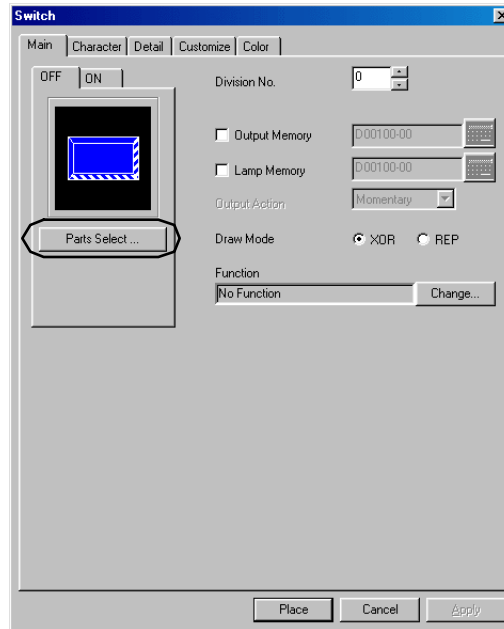 Switch
Main Character Detail Customize Color
OFF ON
Division No. 0
Output Memory D00100-00
Lamp Memory D00100-00
Output Action Momentary
Parts Select ...
Draw Mode XOR REP
Function
No Function Change...
Place Cancel Apply